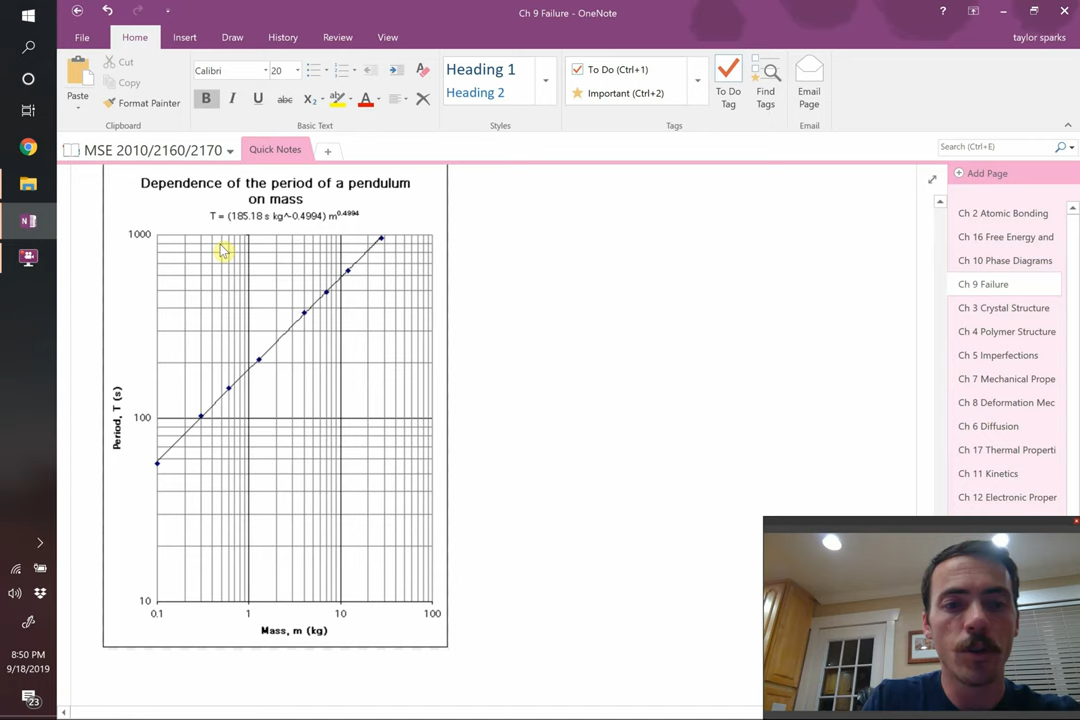 Ch 9 Failure - OneNote
?
taylor sparks
File
Home
Insert
Draw
History
Review
View
Paste
Cut
Copy
Format Painter
Clipboard
Calibri
20
B I U abc X₂ A
Basic Text
Heading 1
Heading 2
Styles
To Do (Ctrl+1)
Important (Ctrl+2)
To Do Tag
Find Tags
Tags
Email Page
Email
MSE 2010/2160/2170
Quick Notes
Search (Ctrl+E)
Add Page
Ch 2 Atomic Bonding
Ch 16 Free Energy and
Ch 10 Phase Diagrams
Ch 9 Failure
Ch 3 Crystal Structure
Ch 4 Polymer Structure
Ch 5 Imperfections
Ch 7 Mechanical Prope
Ch 8 Deformation Mec
Ch 6 Diffusion
Ch 17 Thermal Properti
Ch 11 Kinetics
Ch 12 Electronic Proper
Dependence of the period of a pendulum
on mass
T = (185.18 s kg^-0.4994) m^0.4994
1000
100
10
Period, T (s)
0.1 1 10 100
Mass, m (kg)
8:50 PM
9/18/2019
23